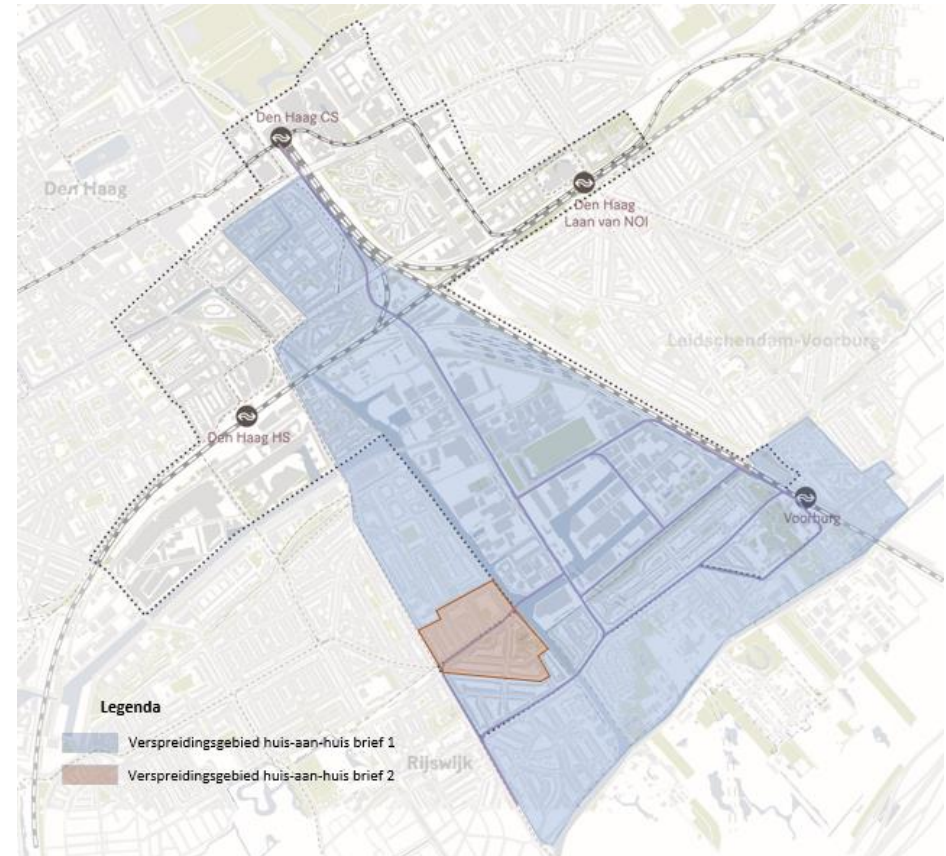 Den Haag CS
Den Haag
Den Haag
Laan van NOI
Leidschendam-Voorburg
Den Haag HS
Voorburg
Legenda
Verspreidingsgebied huis-aan-huis brief 1
Rijswijk
Verspreidingsgebied huis-aan-huis brief 2